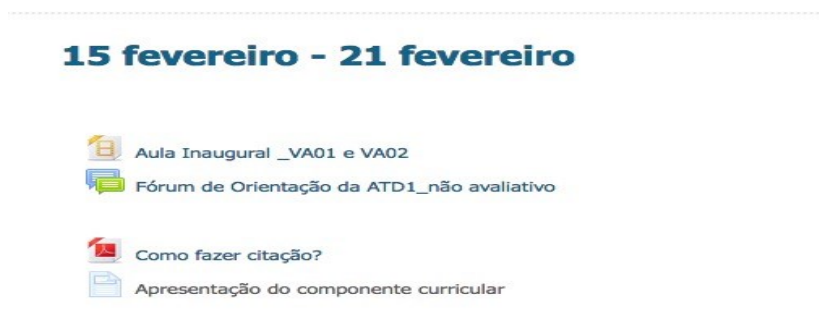 15 fevereiro - 21 fevereiro
Aula Inaugural _VA01 e VA02
Fórum de Orientação da ATD1_não avaliativo
Como fazer citação?
Apresentação do componente curricular